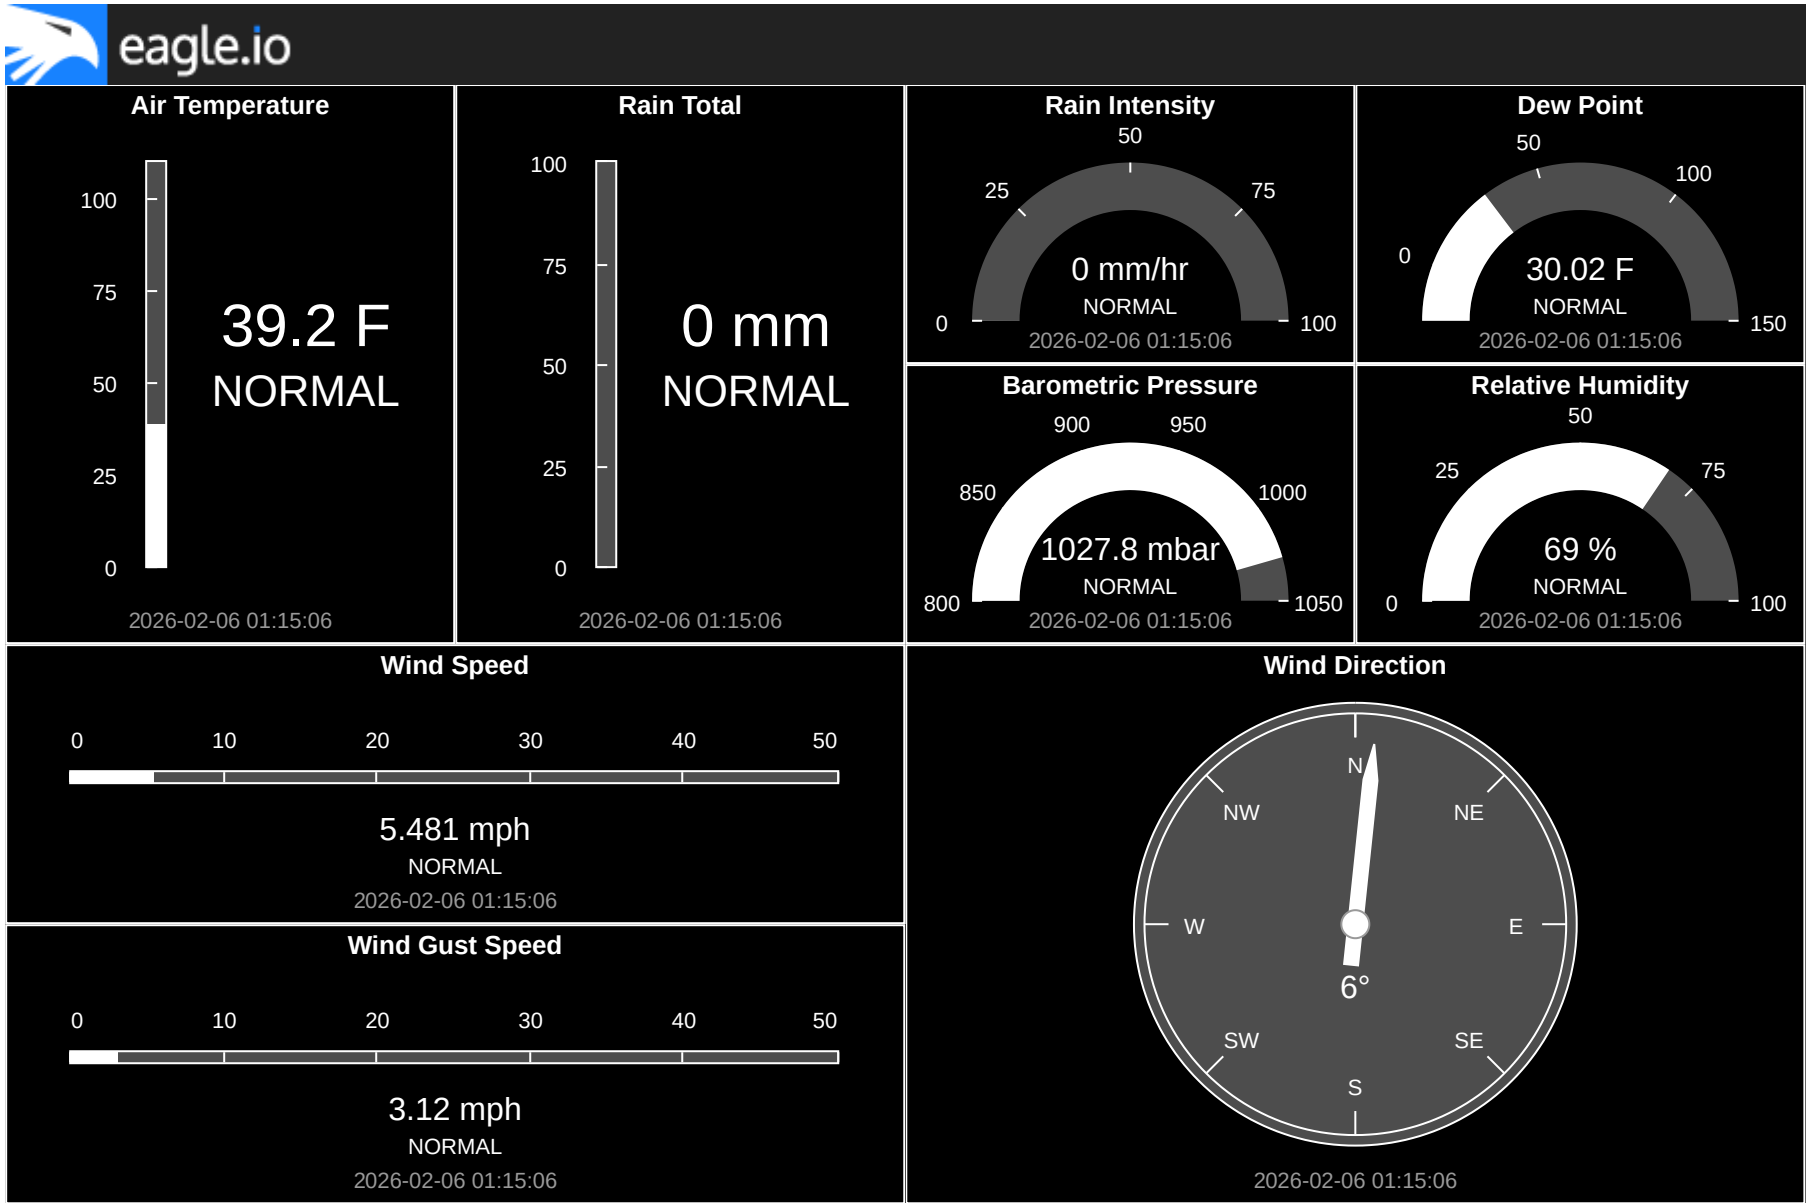 eagle.io
Air Temperature
100
75
50
25
0
39.2 F
NORMAL
2026-02-06 01:15:06
Rain Total
100
75
50
25
0
0 mm
NORMAL
2026-02-06 01:15:06
Rain Intensity
0
25
50
75
100
0 mm/hr
NORMAL
2026-02-06 01:15:06
Dew Point
0
50
100
150
30.02 F
NORMAL
2026-02-06 01:15:06
Barometric Pressure
800
850
900
950
1000
1050
1027.8 mbar
NORMAL
2026-02-06 01:15:06
Relative Humidity
0
25
50
75
100
69 %
NORMAL
2026-02-06 01:15:06
Wind Speed
0 10 20 30 40 50
5.481 mph
NORMAL
2026-02-06 01:15:06
Wind Gust Speed
0 10 20 30 40 50
3.12 mph
NORMAL
2026-02-06 01:15:06
Wind Direction
N
NW NE
W E
6°
SW SE
S
2026-02-06 01:15:06